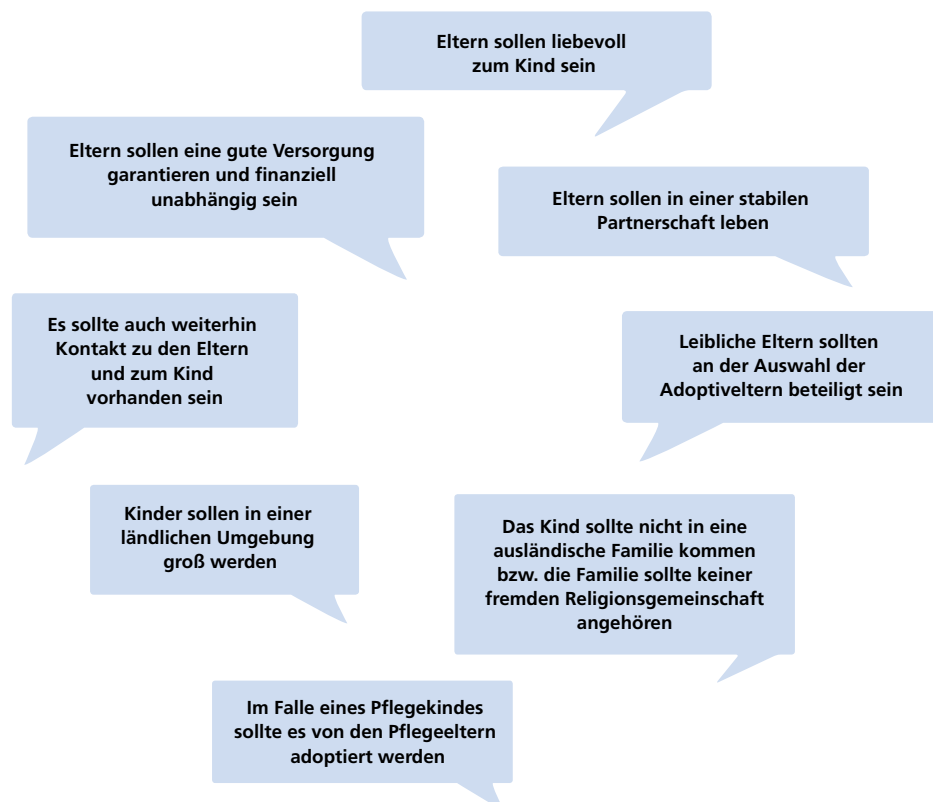 Eltern sollen liebevoll
zum Kind sein
Eltern sollen eine gute Versorgung
garantieren und finanziell
unabhängig sein
Eltern sollen in einer stabilen
Partnerschaft leben
Es sollte auch weiterhin
Kontakt zu den Eltern
und zum Kind
vorhanden sein
Leibliche Eltern sollten
an der Auswahl der
Adoptiveltern beteiligt sein
Kinder sollen in einer
ländlichen Umgebung
groß werden
Das Kind sollte nicht in eine
ausländische Familie kommen
bzw. die Familie sollte keiner
fremden Religionsgemeinschaft
angehören
Im Falle eines Pflegekindes
sollte es von den Pflegeeltern
adoptiert werden